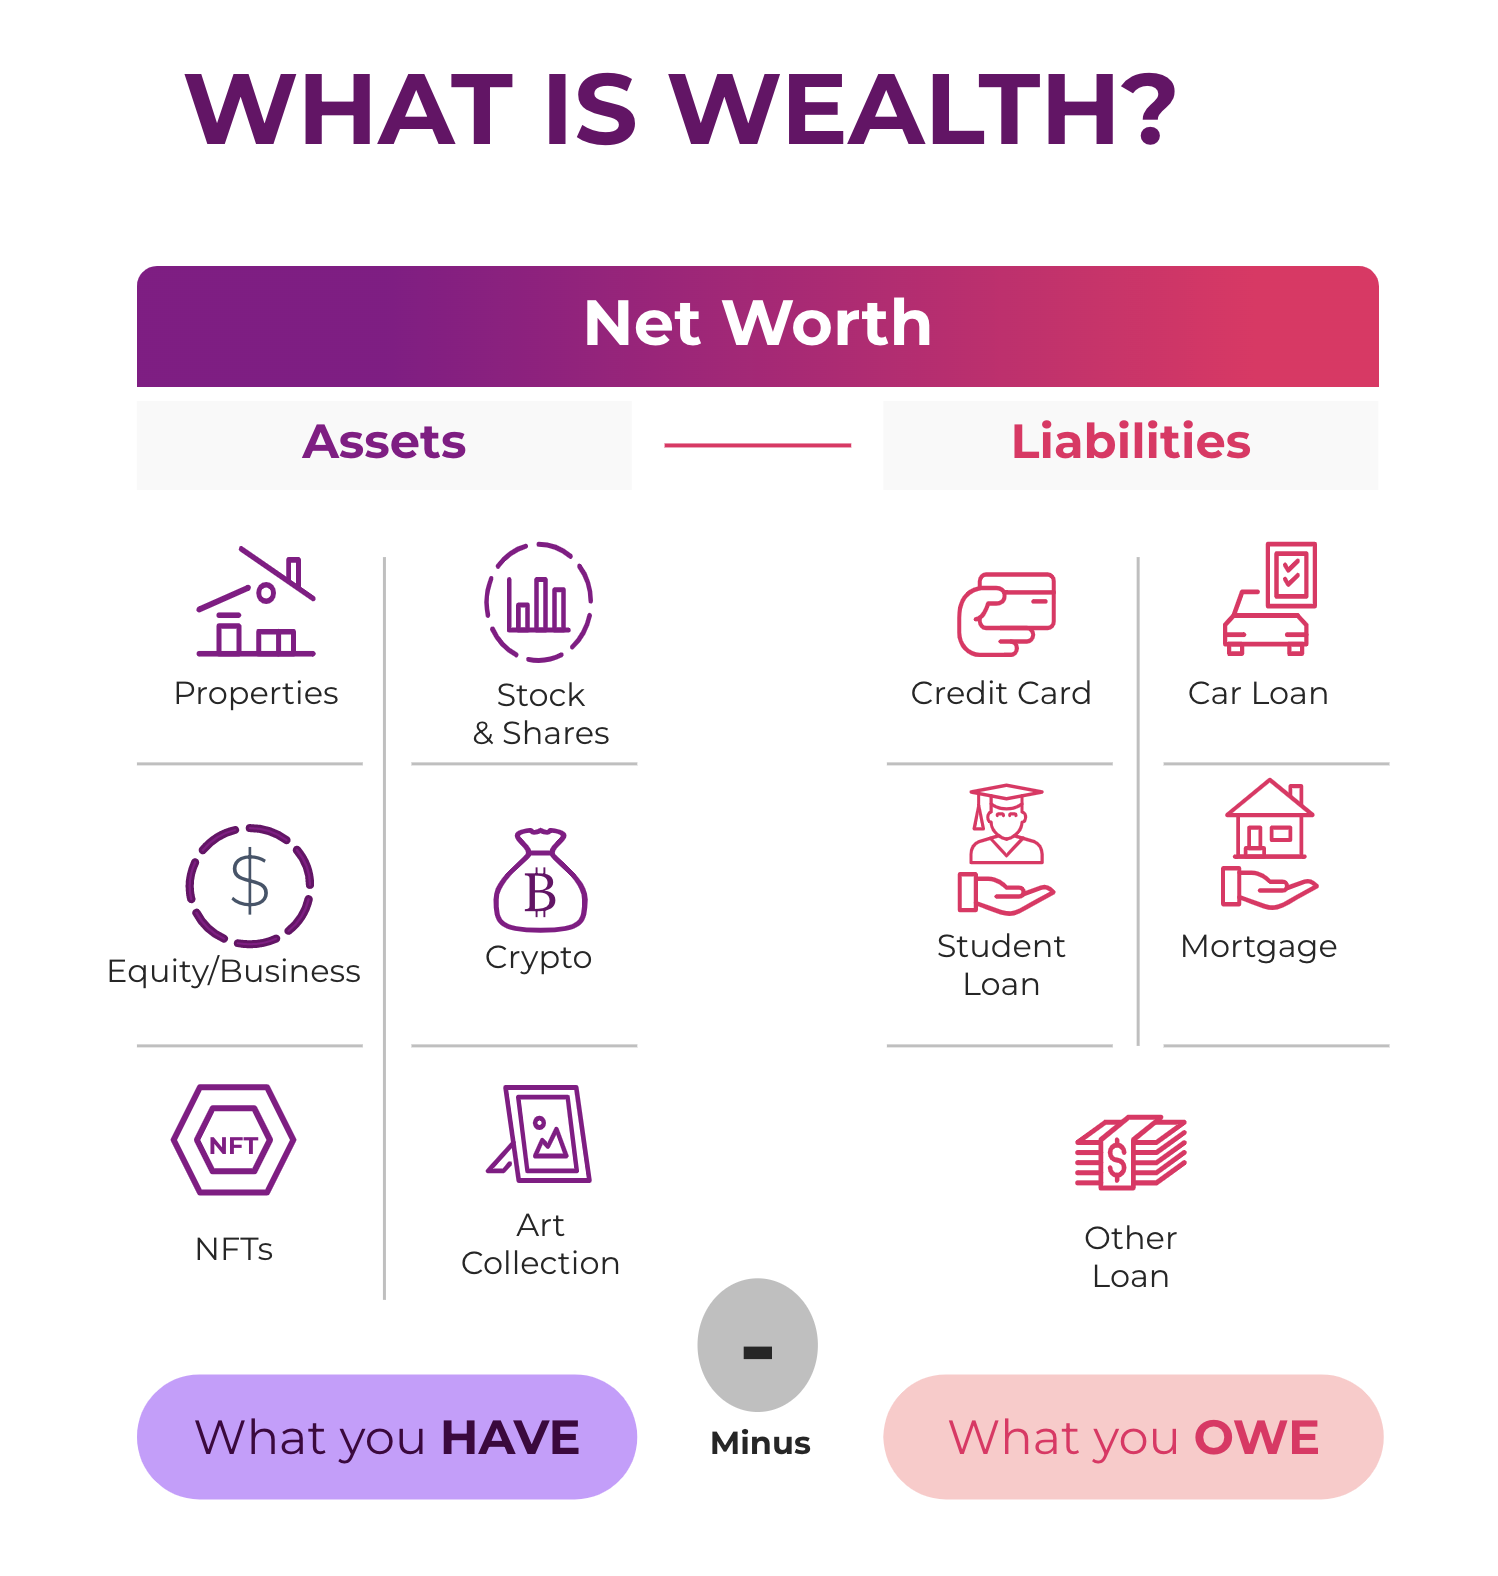 WHAT IS WEALTH?
Net Worth
Assets
Liabilities
Properties
Stock
& Shares
Credit Card
Car Loan
$
Equity/Business
B
Crypto
Student
Loan
Mortgage
NFT
NFTs
Art
Collection
$
Other
Loan
-
Minus
What you HAVE
What you OWE